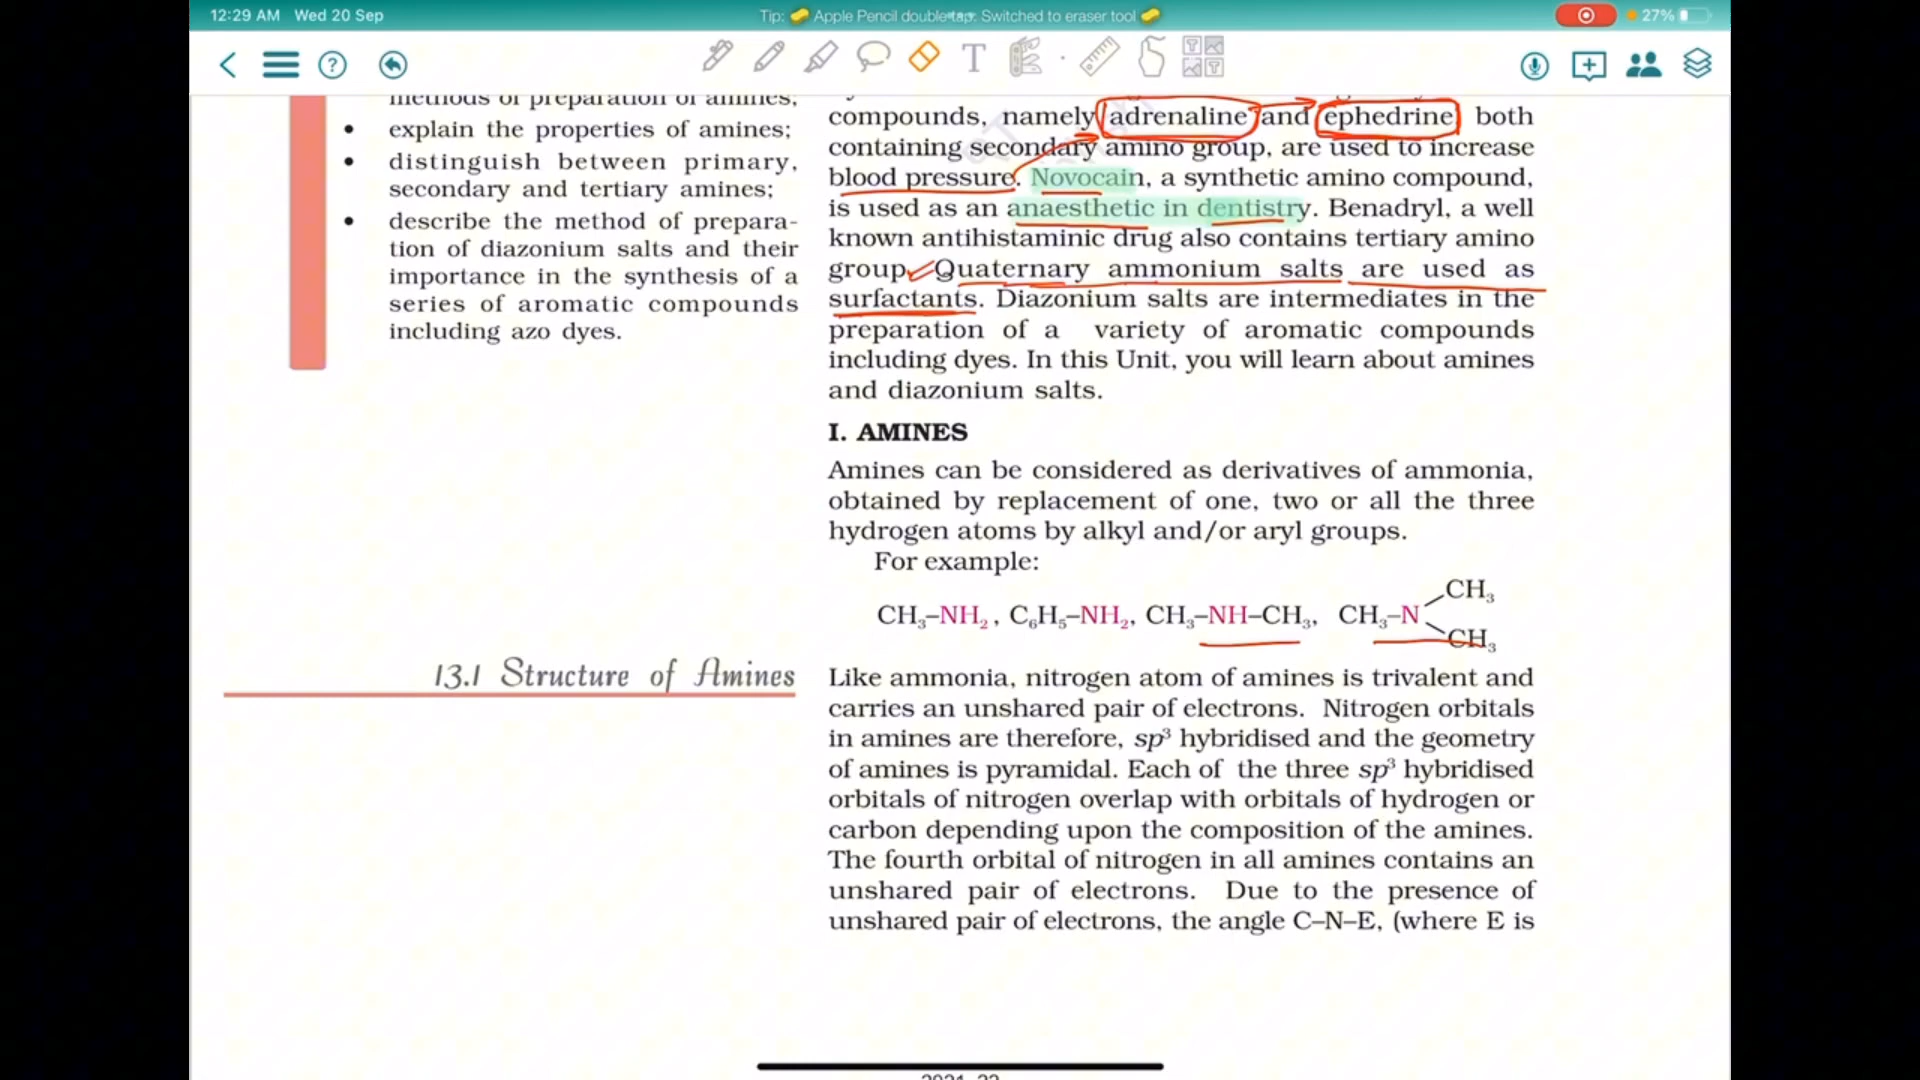 12:29 AM Wed 20 Sep
Tip: Apple Pencil double-tap: Switched to eraser tool
27%
methods of preparation of amines;
• explain the properties of amines;
• distinguish between primary,
secondary and tertiary amines;
• describe the method of prepara-
tion of diazonium salts and their
importance in the synthesis of a
series of aromatic compounds
including azo dyes.
compounds, namely adrenaline and ephedrine, both
containing secondary amino group, are used to increase
blood pressure. Novocain, a synthetic amino compound,
is used as an anaesthetic in dentistry. Benadryl, a well
known antihistaminic drug also contains tertiary amino
group. Quaternary ammonium salts are used as
surfactants. Diazonium salts are intermediates in the
preparation of a variety of aromatic compounds
including dyes. In this Unit, you will learn about amines
and diazonium salts.
I. AMINES
Amines can be considered as derivatives of ammonia,
obtained by replacement of one, two or all the three
hydrogen atoms by alkyl and/or aryl groups.
For example:
CH₃–NH₂, C₆H₅–NH₂, CH₃–NH–CH₃, CH₃–N
CH₃
CH₃
13.1 Structure of Amines
Like ammonia, nitrogen atom of amines is trivalent and
carries an unshared pair of electrons. Nitrogen orbitals
in amines are therefore, sp³ hybridised and the geometry
of amines is pyramidal. Each of the three sp³ hybridised
orbitals of nitrogen overlap with orbitals of hydrogen or
carbon depending upon the composition of the amines.
The fourth orbital of nitrogen in all amines contains an
unshared pair of electrons. Due to the presence of
unshared pair of electrons, the angle C–N–E, (where E is